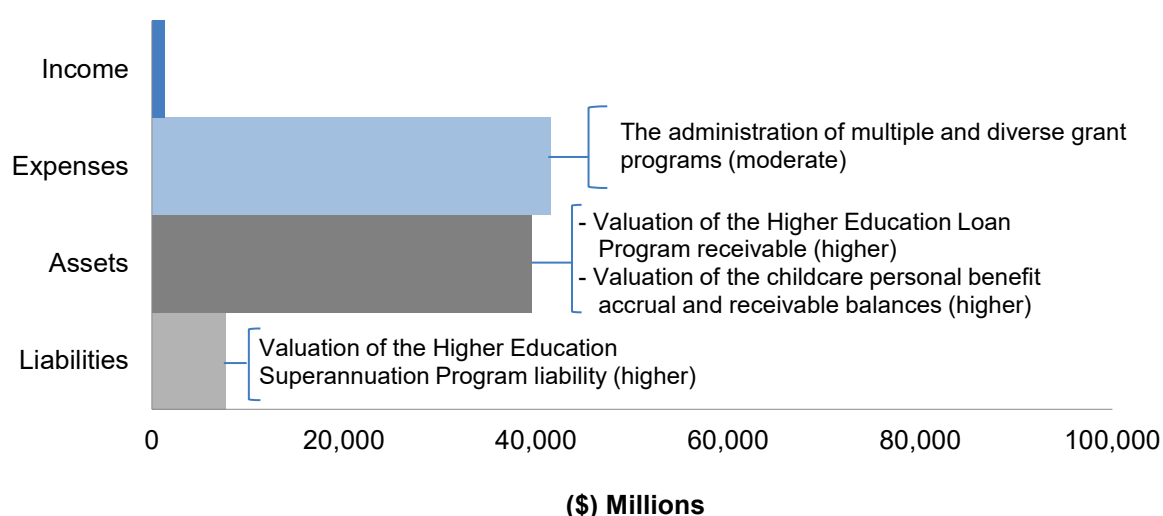 Income
Expenses
The administration of multiple and diverse grant
programs (moderate)
Assets
- Valuation of the Higher Education Loan
Program receivable (higher)
- Valuation of the childcare personal benefit
accrual and receivable balances (higher)
Liabilities
Valuation of the Higher Education
Superannuation Program liability (higher)
0 20,000 40,000 60,000 80,000 100,000
($) Millions